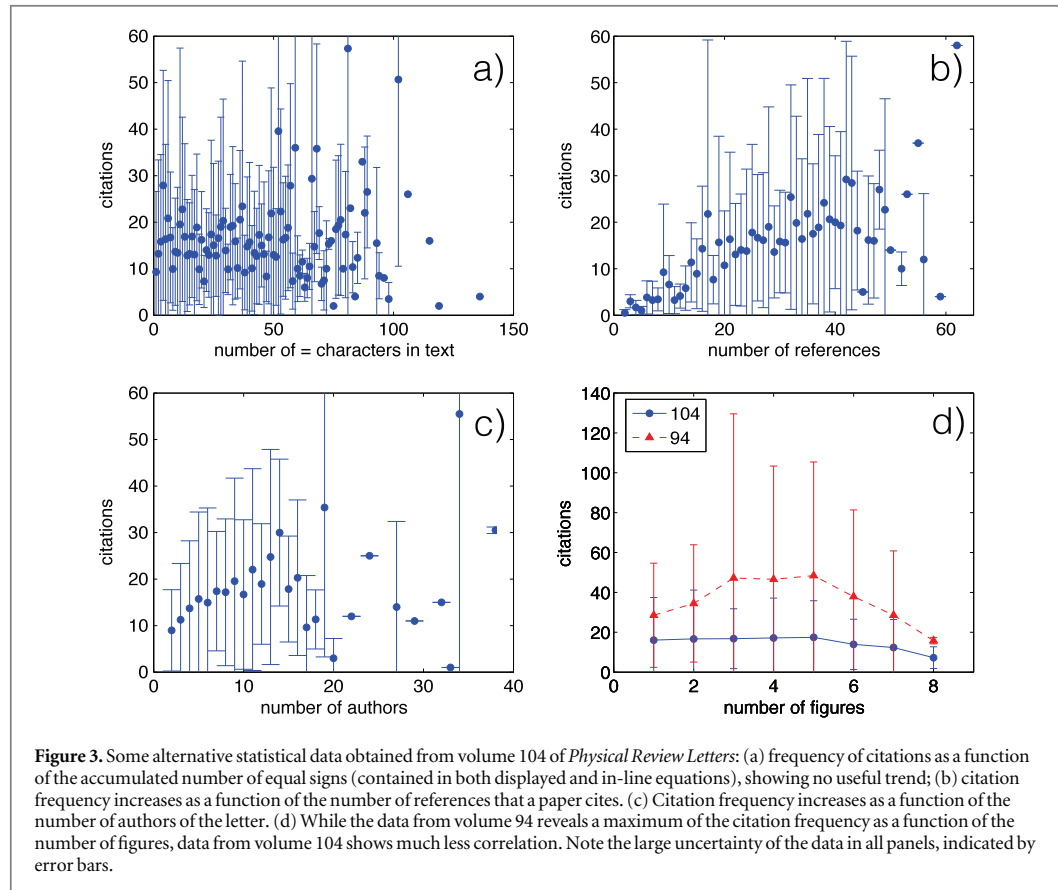 60
50
40
30
20
10
0
citations
0
50
100
150
number of = characters in text
a)
60
50
40
30
20
10
0
citations
0
20
40
60
number of references
b)
60
50
40
30
20
10
0
citations
0
10
20
30
40
number of authors
c)
140
120
100
80
60
40
20
0
citations
0
2
4
6
8
number of figures
104
94
d)
Figure 3. Some alternative statistical data obtained from volume 104 of Physical Review Letters: (a) frequency of citations as a function
of the accumulated number of equal signs (contained in both displayed and in-line equations), showing no useful trend; (b) citation
frequency increases as a function of the number of references that a paper cites. (c) Citation frequency increases as a function of the
number of authors of the letter. (d) While the data from volume 94 reveals a maximum of the citation frequency as a function of the
number of figures, data from volume 104 shows much less correlation. Note the large uncertainty of the data in all panels, indicated by
error bars.